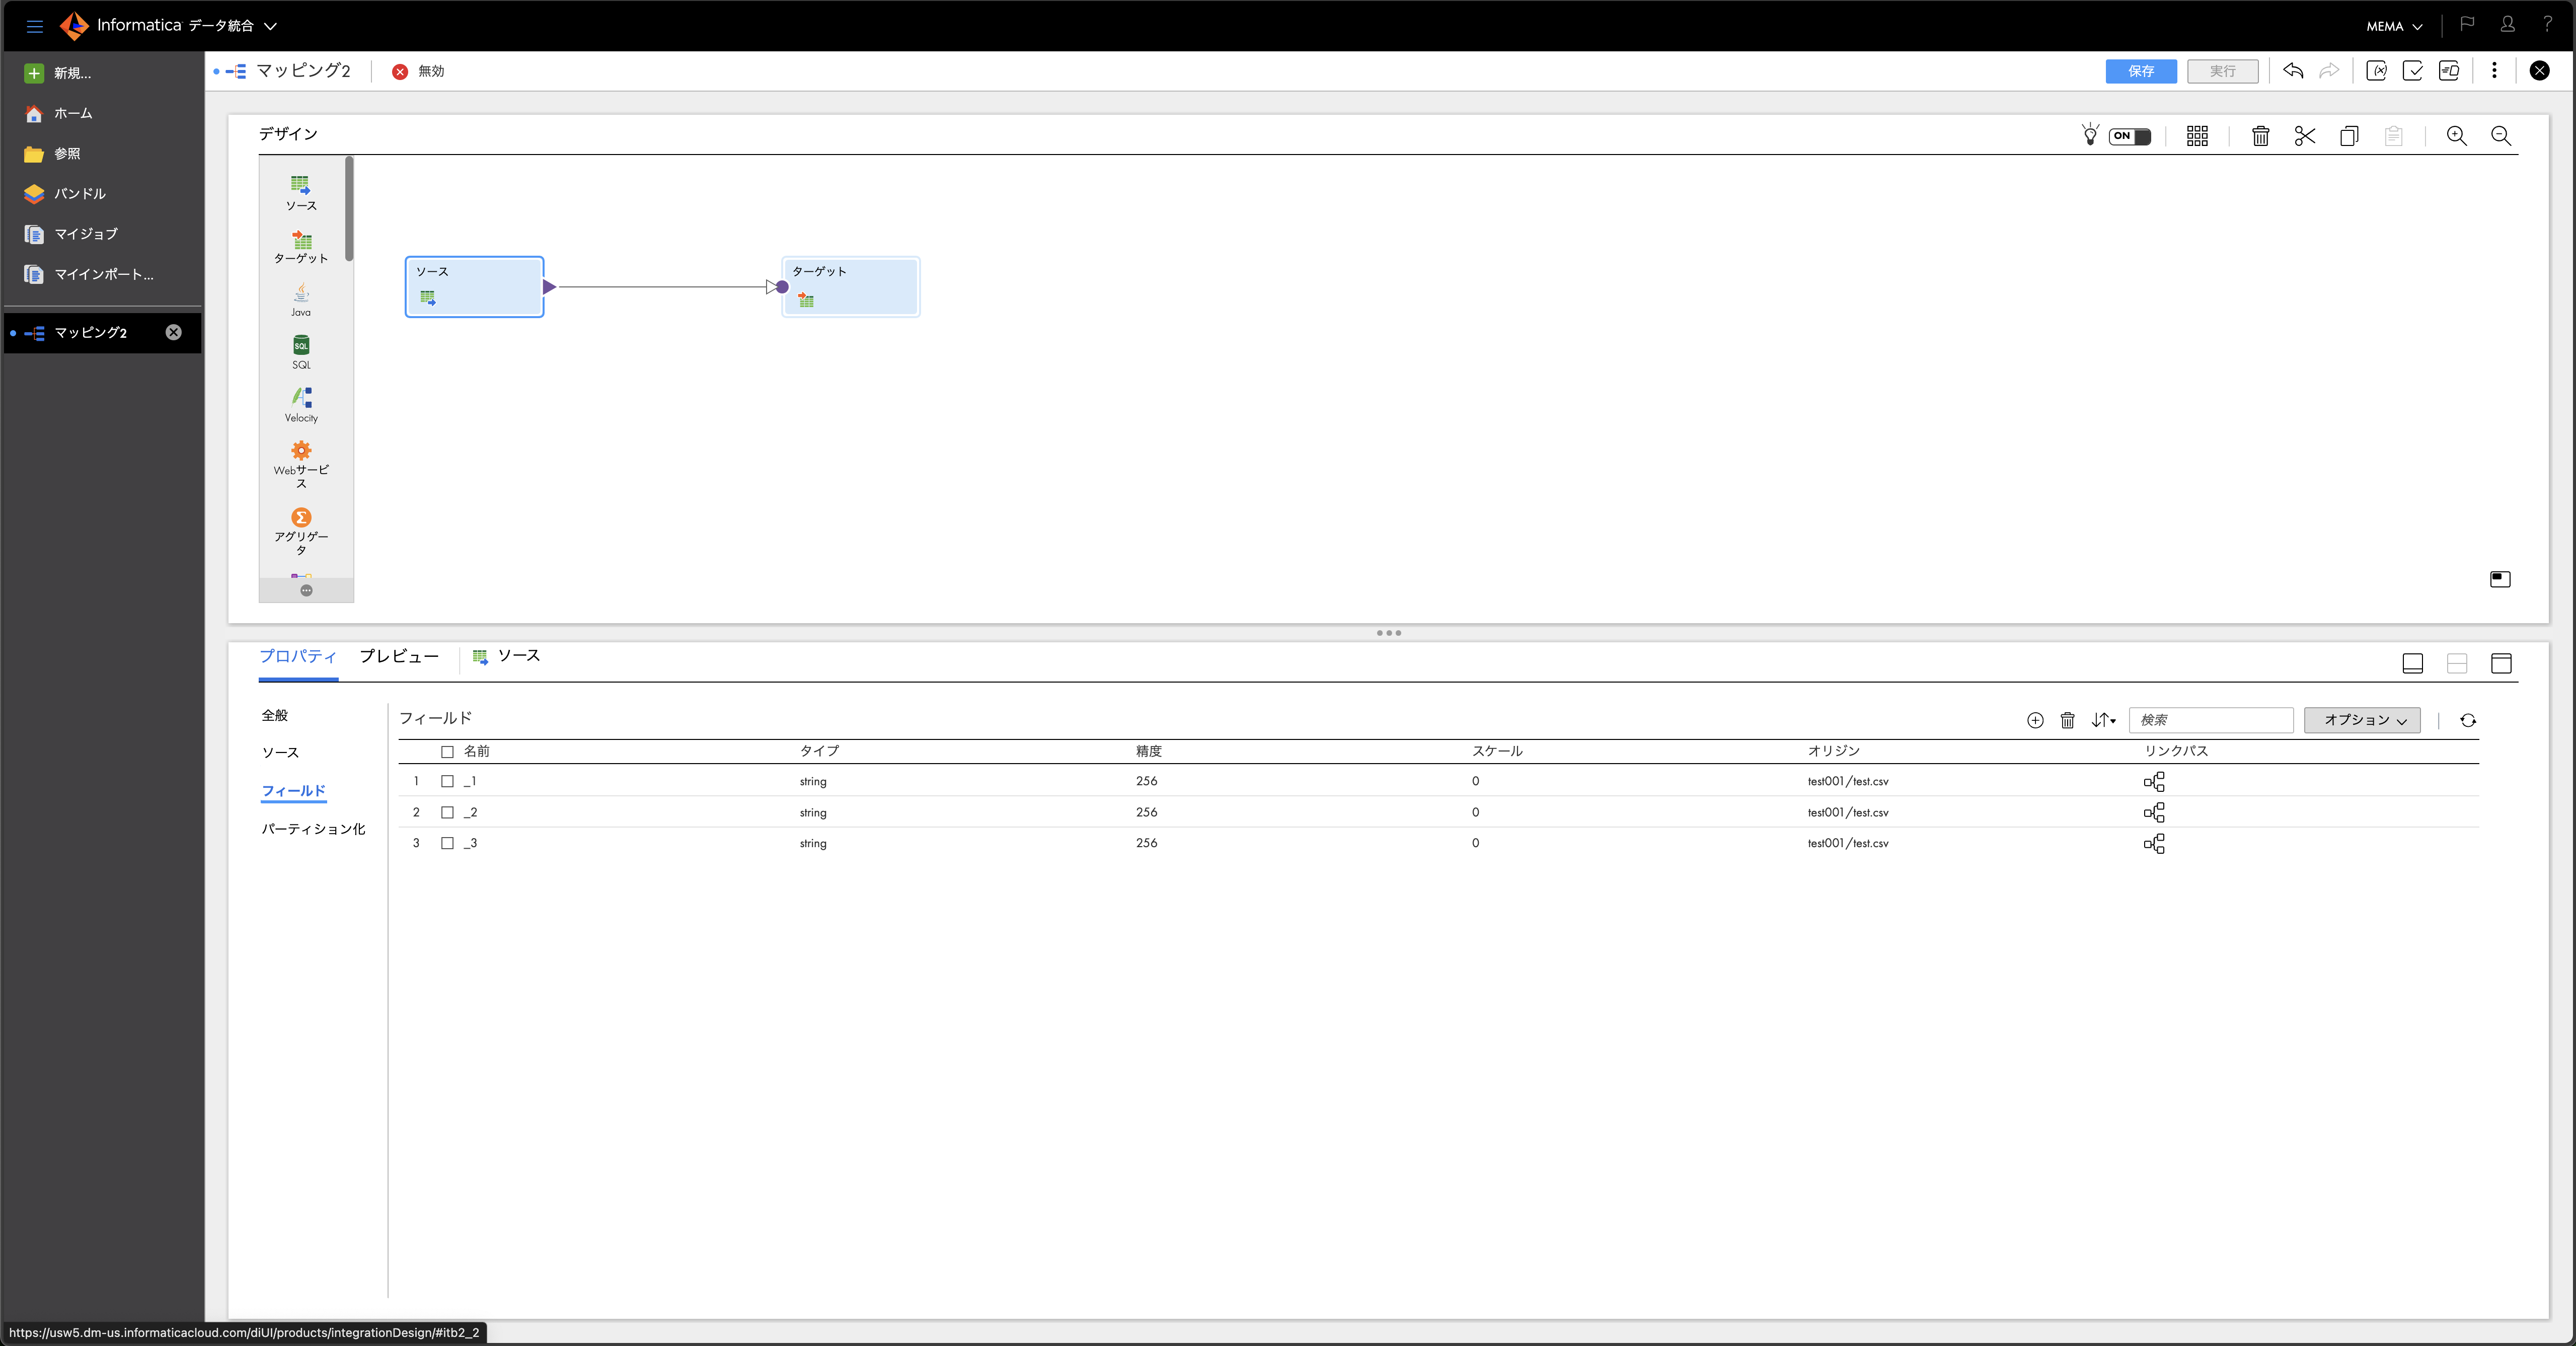 Informatica データ統合
MEMA
新規...
ホーム
参照
バンドル
マイジョブ
マイインポート...
マッピング2
マッピング2
無効
保存
実行
デザイン
ON
ソース
ターゲット
Java
SQL
SQL
Velocity
Webサービ
ス
アグリゲー
タ
ソース
ターゲット
プロパティ
プレビュー
ソース
全般
ソース
フィールド
パーティション化
フィールド
検索
オプション
名前 タイプ 精度 スケール オリジン リンクパス
1 _1 string 256 0 test001/test.csv
2 _2 string 256 0 test001/test.csv
3 _3 string 256 0 test001/test.csv
https://usw5.dm-us.informaticacloud.com/diUI/products/integrationDesign/#itb2_2